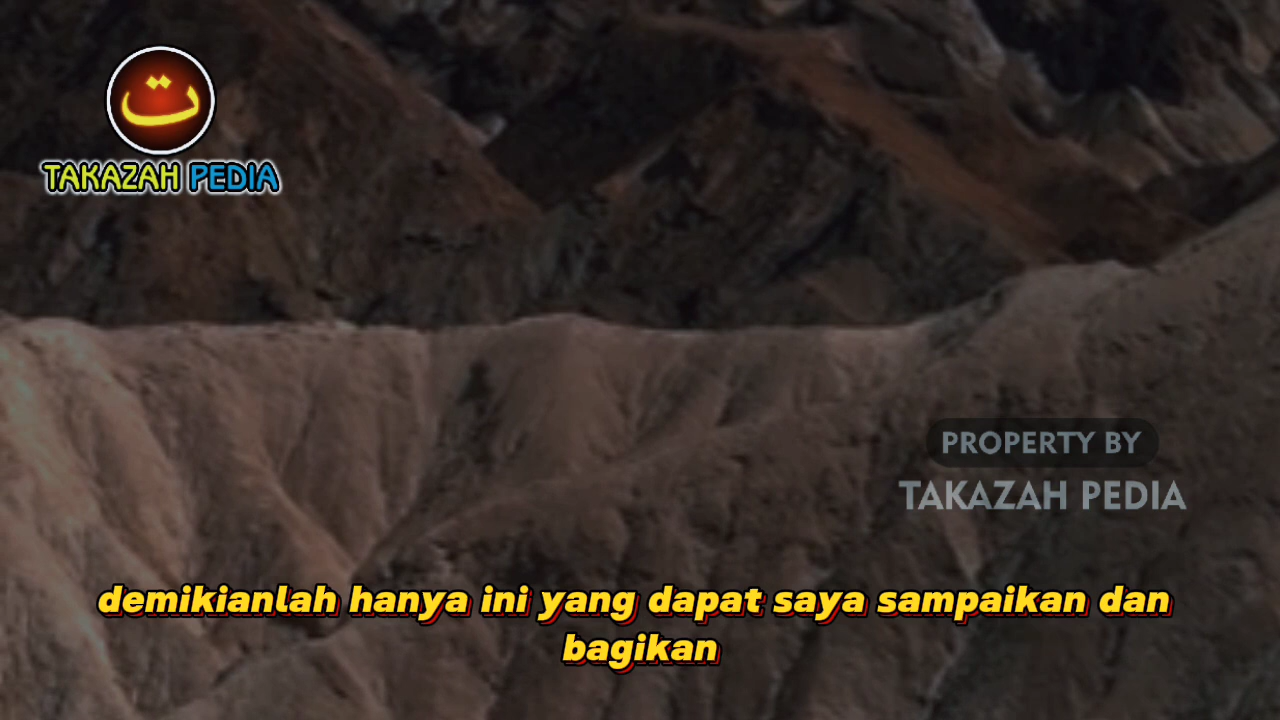 ت
TAKAZAH PEDIA
PROPERTY BY
TAKAZAH PEDIA
demikianlah hanya ini yang dapat saya sampaikan dan
bagikan